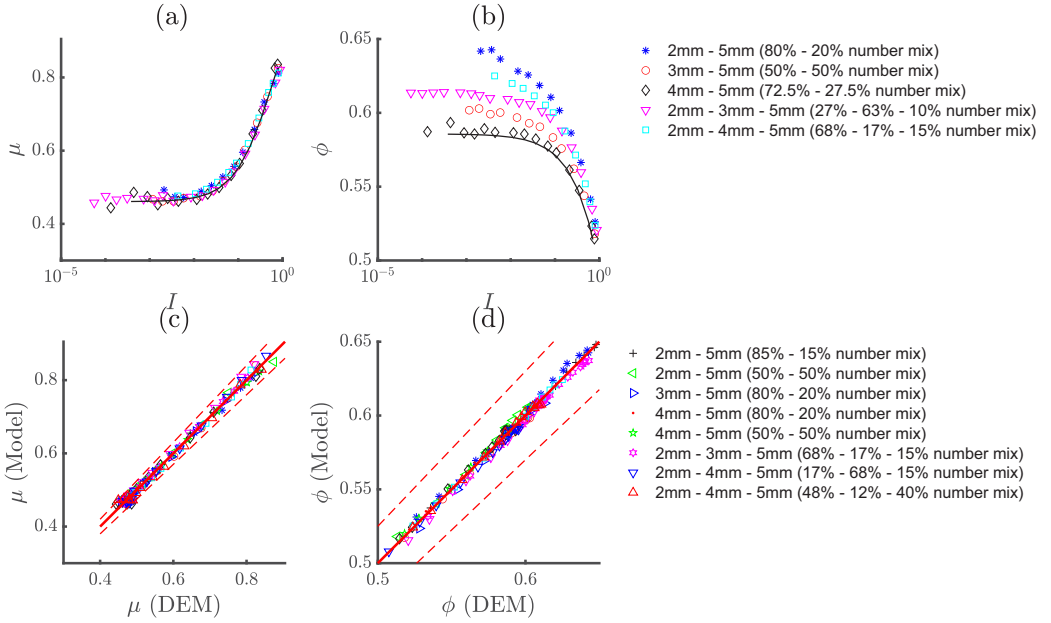 (a)
(b)
μ
0.8
0.6
0.4
10⁻⁵
10⁰
I
ϕ
0.65
0.6
0.55
0.5
10⁻⁵
10⁰
I
2mm - 5mm (80% - 20% number mix)
3mm - 5mm (50% - 50% number mix)
4mm - 5mm (72.5% - 27.5% number mix)
2mm - 3mm - 5mm (27% - 63% - 10% number mix)
2mm - 4mm - 5mm (68% - 17% - 15% number mix)
(c)
(d)
μ (Model)
0.8
0.6
0.4
0.4
0.6
0.8
μ (DEM)
ϕ (Model)
0.65
0.6
0.55
0.5
0.5
0.6
ϕ (DEM)
2mm - 5mm (85% - 15% number mix)
2mm - 5mm (50% - 50% number mix)
3mm - 5mm (80% - 20% number mix)
4mm - 5mm (80% - 20% number mix)
4mm - 5mm (50% - 50% number mix)
2mm - 3mm - 5mm (68% - 17% - 15% number mix)
2mm - 4mm - 5mm (17% - 68% - 15% number mix)
2mm - 4mm - 5mm (48% - 12% - 40% number mix)